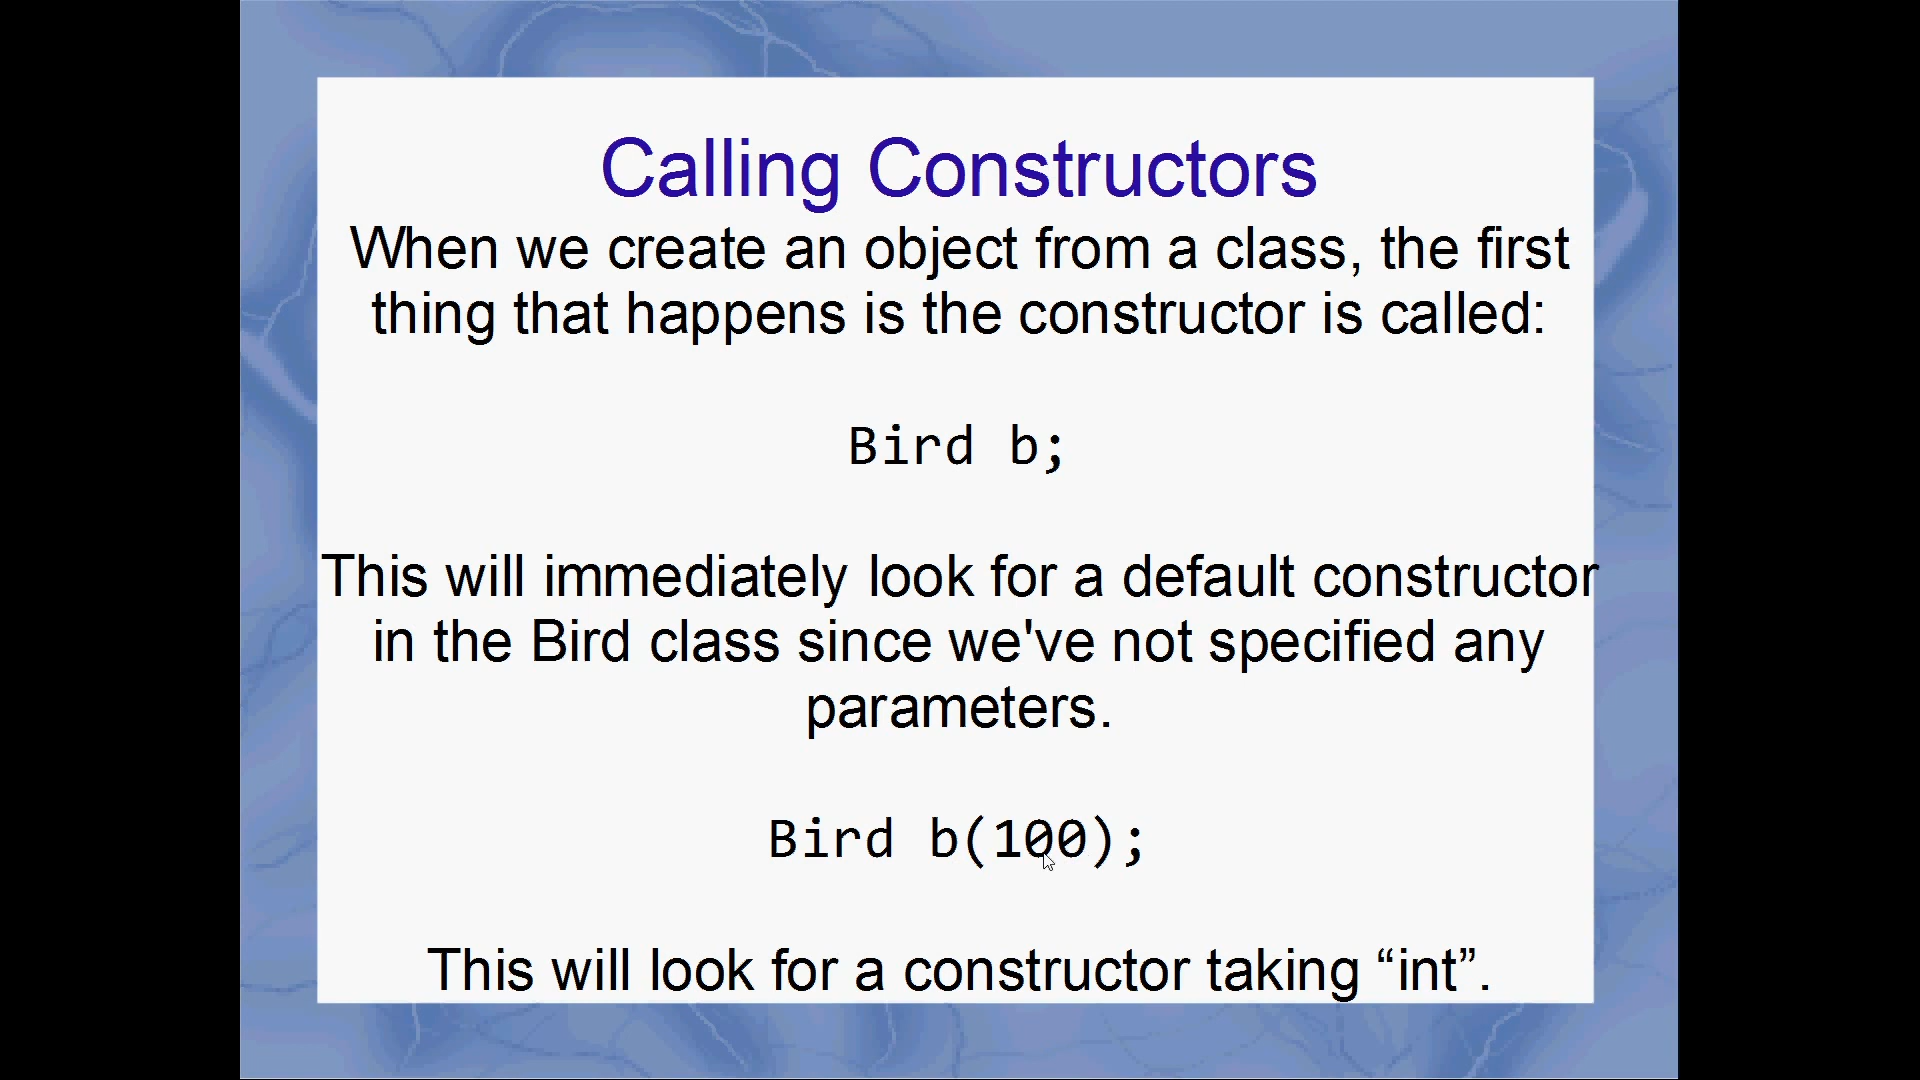 Calling Constructors
When we create an object from a class, the first
thing that happens is the constructor is called:
Bird b;
This will immediately look for a default constructor
in the Bird class since we've not specified any
parameters.
Bird b(100);
This will look for a constructor taking “int”.